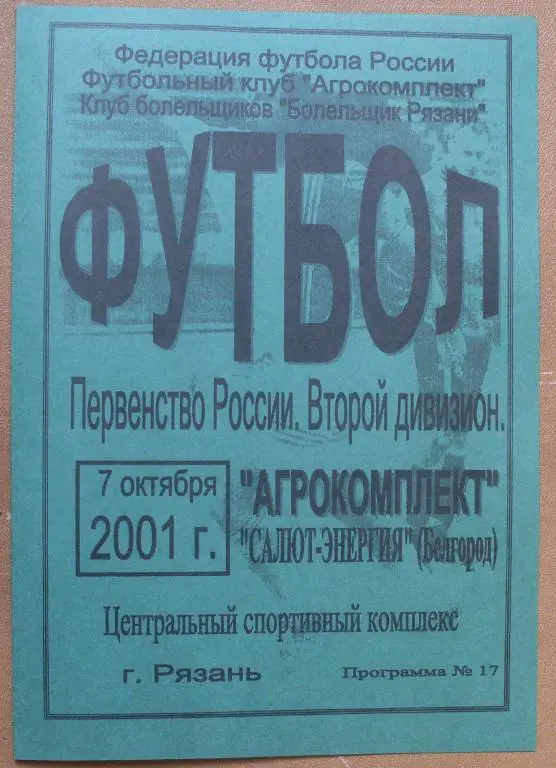 Федерация футбола России
Футбольный клуб "Агрокомплект"
Клуб болельщиков "Болельщик Рязани"
ФУТБОЛ
Первенство России. Второй дивизион.
7 октября
2001 г.
"АГРОКОМПЛЕКТ"
"САЛЮТ-ЭНЕРГИЯ" (Белгород)
Центральный спортивный комплекс
г. Рязань
Программа № 17